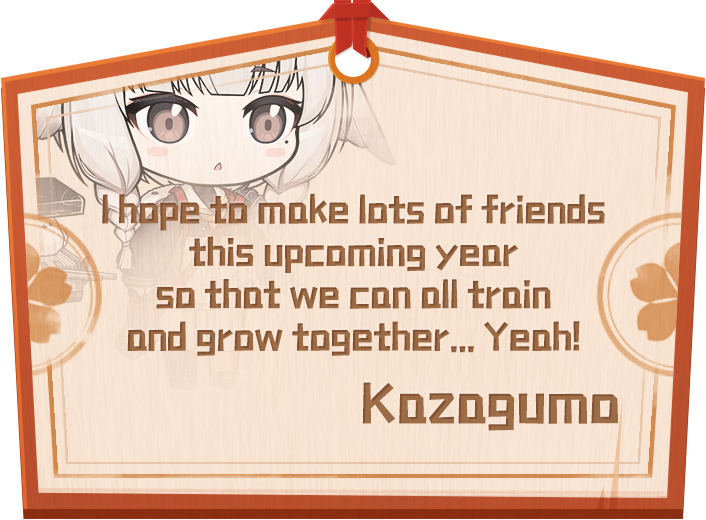 I hope to make lots of friends
this upcoming year
so that we can all train
and grow together... Yeah!
Kazagumo